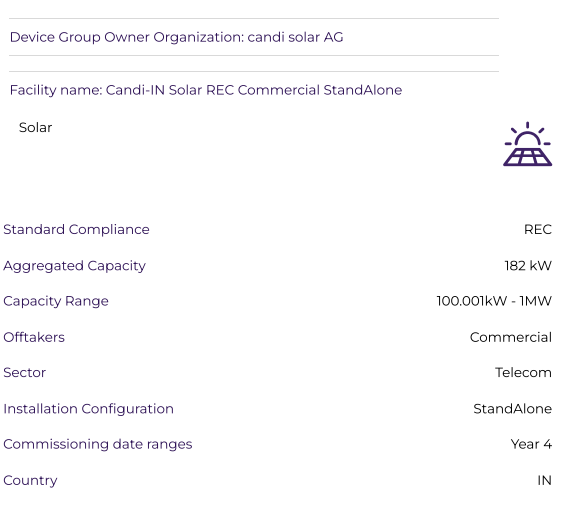 Device Group Owner Organization: candi solar AG
Facility name: Candi-IN Solar REC Commercial StandAlone
Solar
Standard Compliance REC
Aggregated Capacity 182 kW
Capacity Range 100.001kW - 1MW
Offtakers Commercial
Sector Telecom
Installation Configuration StandAlone
Commissioning date ranges Year 4
Country IN